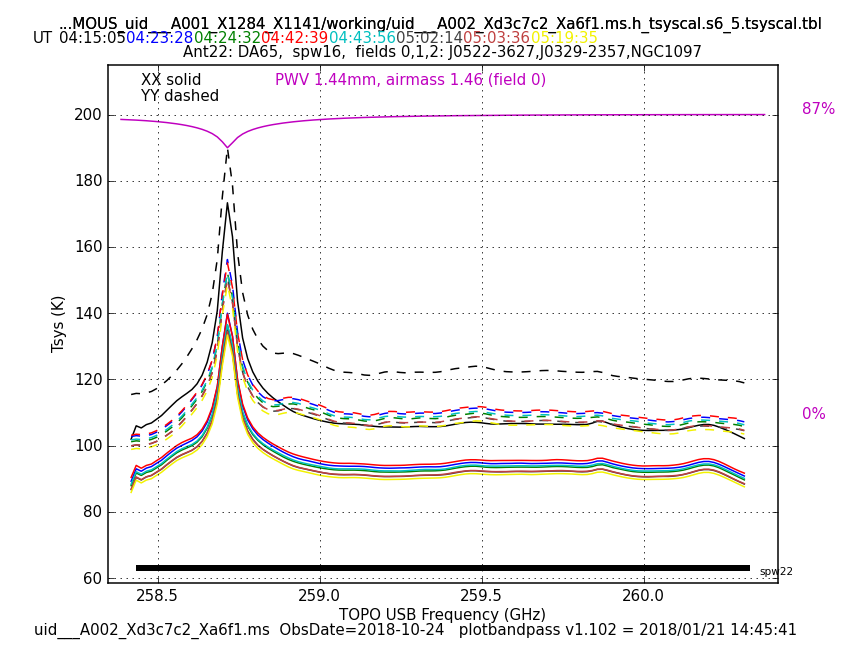 ...MOUS_uid___A001_X1284_X1141/working/uid___A002_Xd3c7c2_Xa6f1.ms.h_tsyscal.s6_5.tsyscal.tbl
UT 04:15:05 04:23:28 04:24:32 04:42:39 04:43:56 05:02:14 05:03:36 05:19:35
Ant22: DA65, spw16, fields 0,1,2: J0522-3627,J0329-2357,NGC1097
XX solid
YY dashed
PWV 1.44mm, airmass 1.46 (field 0)
87%
0%
200
180
160
140
120
100
80
60
Tsys (K)
spw22
258.5 259.0 259.5 260.0
TOPO USB Frequency (GHz)
uid___A002_Xd3c7c2_Xa6f1.ms ObsDate=2018-10-24 plotbandpass v1.102 = 2018/01/21 14:45:41